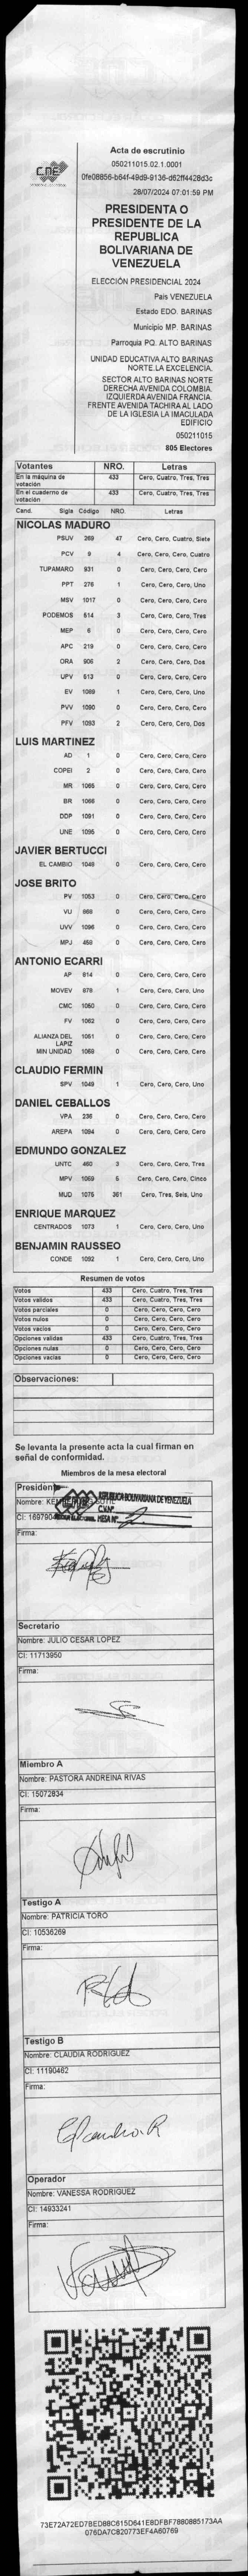 CNE
Acta de escrutinio
050211015.02.1.0001
0fe08856-b64f-49d9-9136-d62ff4428d3c
28/07/2024 07:01:59 PM
PRESIDENTA O
PRESIDENTE DE LA
REPUBLICA
BOLIVARIANA DE
VENEZUELA
ELECCIÓN PRESIDENCIAL 2024
País VENEZUELA
Estado EDO. BARINAS
Municipio MP. BARINAS
Parroquia PQ. ALTO BARINAS
UNIDAD EDUCATIVA ALTO BARINAS
NORTE.LA EXCELENCIA.
SECTOR ALTO BARINAS NORTE
DERECHA AVENIDA COLOMBIA.
IZQUIERDA AVENIDA FRANCIA.
FRENTE AVENIDA TACHIRA AL LADO
DE LA IGLESIA LA IMACULADA
EDIFICIO
050211015
805 Electores
Votantes NRO. Letras
En la máquina de votación 433 Cero, Cuatro, Tres, Tres
En el cuaderno de votación 433 Cero, Cuatro, Tres, Tres
Cand. Sigla Código NRO. Letras
NICOLAS MADURO
PSUV 269 47 Cero, Cero, Cuatro, Siete
PCV 9 4 Cero, Cero, Cero, Cuatro
TUPAMARO 931 0 Cero, Cero, Cero, Cero
PPT 276 1 Cero, Cero, Cero, Uno
MSV 1017 0 Cero, Cero, Cero, Cero
PODEMOS 514 3 Cero, Cero, Cero, Tres
MEP 6 0 Cero, Cero, Cero, Cero
APC 219 0 Cero, Cero, Cero, Cero
ORA 906 2 Cero, Cero, Cero, Dos
UPV 513 0 Cero, Cero, Cero, Cero
EV 1089 1 Cero, Cero, Cero, Uno
PVV 1090 0 Cero, Cero, Cero, Cero
PFV 1093 2 Cero, Cero, Cero, Dos
LUIS MARTINEZ
AD 1 0 Cero, Cero, Cero, Cero
COPEI 2 0 Cero, Cero, Cero, Cero
MR 1065 0 Cero, Cero, Cero, Cero
BR 1066 0 Cero, Cero, Cero, Cero
DDP 1091 0 Cero, Cero, Cero, Cero
UNE 1095 0 Cero, Cero, Cero, Cero
JAVIER BERTUCCI
EL CAMBIO 1048 0 Cero, Cero, Cero, Cero
JOSE BRITO
PV 1053 0 Cero, Cero, Cero, Cero
VU 869 0 Cero, Cero, Cero, Cero
UVV 1096 0 Cero, Cero, Cero, Cero
MPJ 458 0 Cero, Cero, Cero, Cero
ANTONIO ECARRI
AP 814 0 Cero, Cero, Cero, Cero
MOVEV 878 1 Cero, Cero, Cero, Uno
CMC 1050 0 Cero, Cero, Cero, Cero
FV 1062 0 Cero, Cero, Cero, Cero
ALIANZA DEL LAPIZ 1051 0 Cero, Cero, Cero, Cero
MIN UNIDAD 1069 0 Cero, Cero, Cero, Cero
CLAUDIO FERMIN
SPV 1049 1 Cero, Cero, Cero, Uno
DANIEL CEBALLOS
VPA 236 0 Cero, Cero, Cero, Cero
AREPA 1094 0 Cero, Cero, Cero, Cero
EDMUNDO GONZALEZ
UNTC 460 3 Cero, Cero, Cero, Tres
MPV 1059 5 Cero, Cero, Cero, Cinco
MUD 1075 361 Cero, Tres, Seis, Uno
ENRIQUE MARQUEZ
CENTRADOS 1073 1 Cero, Cero, Cero, Uno
BENJAMIN RAUSSEO
CONDE 1092 1 Cero, Cero, Cero, Uno
Resumen de votos
Votos 433 Cero, Cuatro, Tres, Tres
Votos validos 433 Cero, Cuatro, Tres, Tres
Votos parciales 0 Cero, Cero, Cero, Cero
Votos nulos 0 Cero, Cero, Cero, Cero
Votos vacios 0 Cero, Cero, Cero, Cero
Opciones validas 433 Cero, Cuatro, Tres, Tres
Opciones nulas 0 Cero, Cero, Cero, Cero
Opciones vacias 0 Cero, Cero, Cero, Cero
Observaciones:
Se levanta la presente acta la cual firman en
señal de conformidad.
Miembros de la mesa electoral
Presidente
Nombre:
REPUBLICA BOLIVARIANA DE VENEZUELA
MESA Nº
Firma:
Secretario
Nombre: JULIO CESAR LOPEZ
CI: 11713950
Firma:
Miembro A
Nombre: PASTORA ANDREINA RIVAS
CI: 15072834
Firma:
Testigo A
Nombre: PATRICIA TORO
CI: 10536269
Firma:
Testigo B
Nombre: CLAUDIA RODRIGUEZ
CI: 11190462
Firma:
Claudia.R
Operador
Nombre: VANESSA RODRIGUEZ
CI: 14933241
Firma:
73E72A72ED7BED88C615D641E8DFBF7880885173AA
076DA7C820773EF4A60769